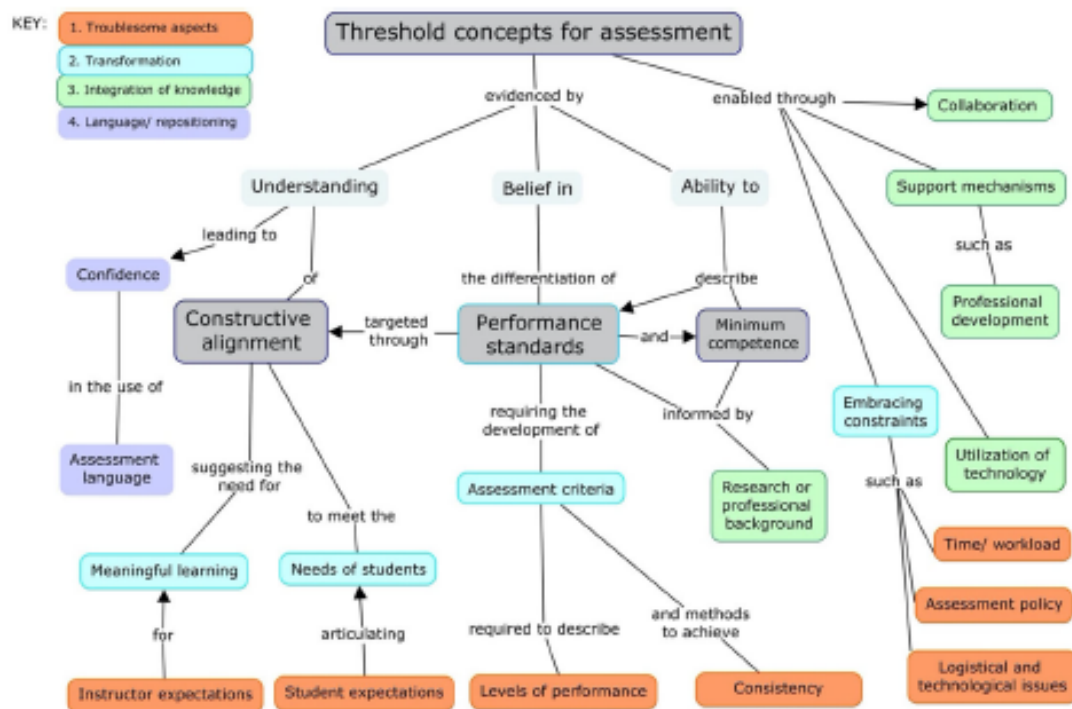 KEY:
1. Troublesome aspects
2. Transformation
3. Integration of knowledge
4. Language/ repositioning
Threshold concepts for assessment
evidenced by
enabled through
Collaboration
Understanding
Belief in
Ability to
Support mechanisms
leading to
such as
Confidence
of
the differentiation of
describe
Professional
development
Constructive
alignment
targeted
through
Performance
standards
and
Minimum
competence
in the use of
requiring the
development of
informed by
Embracing
constraints
Assessment
language
suggesting the
need for
Assessment criteria
Research or
professional
background
such as
Utilization of
technology
to meet the
Time/ workload
Meaningful learning
Needs of students
Assessment policy
for
articulating
required to describe
and methods
to achieve
Logistical and
technological issues
Instructor expectations
Student expectations
Levels of performance
Consistency